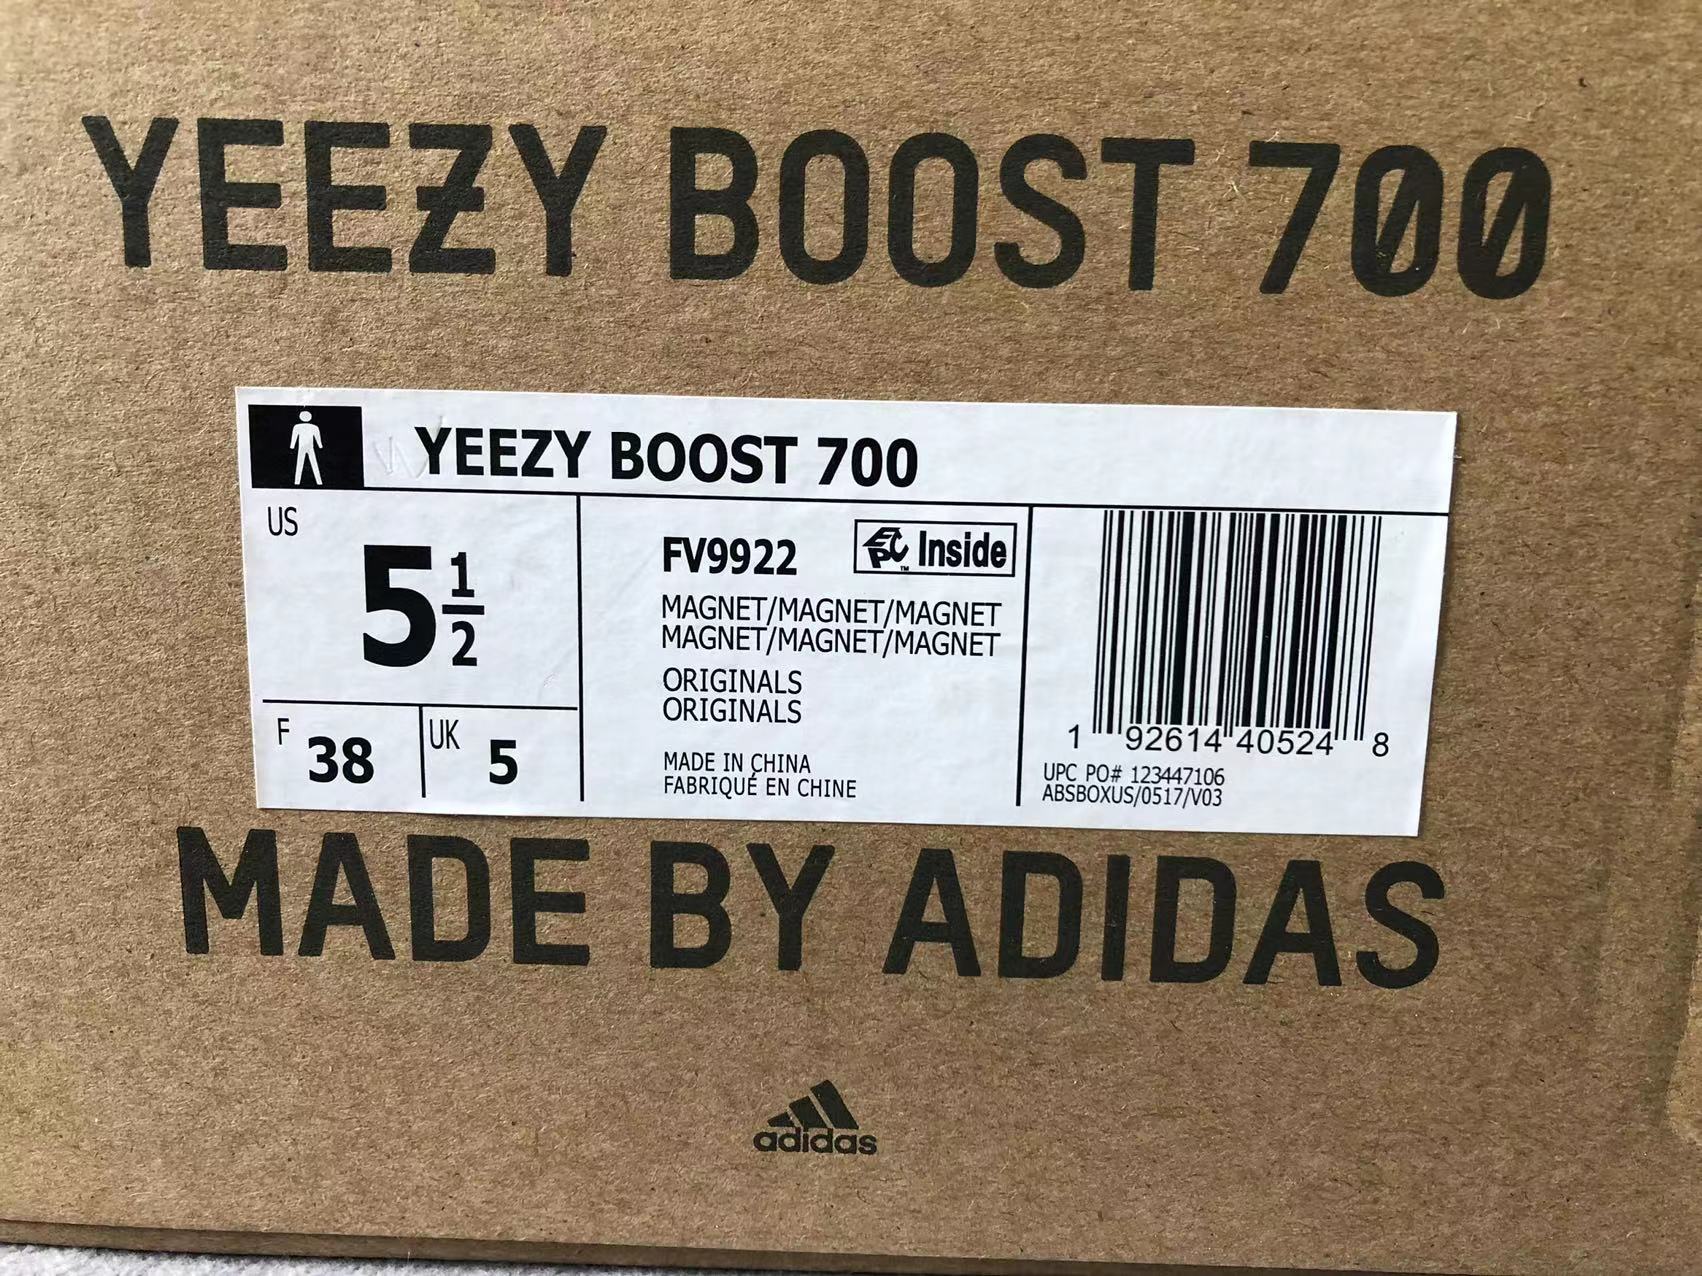 YEEZY BOOST 700
YEEZY BOOST 700
US
5 1/2
F 38
UK 5
FV9922
EPC Inside
™
MAGNET/MAGNET/MAGNET
MAGNET/MAGNET/MAGNET
ORIGINALS
ORIGINALS
MADE IN CHINA
FABRIQUÉ EN CHINE
1 92614 40524 8
UPC PO# 123447106
ABSBOXUS/0517/V03
MADE BY ADIDAS
adidas